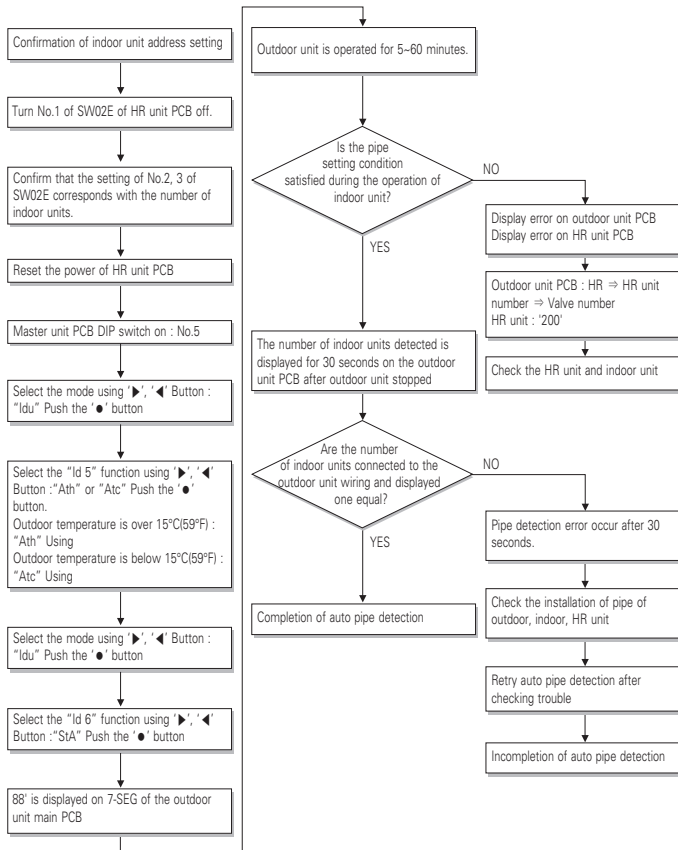 Confirmation of indoor unit address setting
Turn No.1 of SW02E of HR unit PCB off.
Confirm that the setting of No.2, 3 of
SW02E corresponds with the number of
indoor units.
Reset the power of HR unit PCB
Master unit PCB DIP switch on : No.5
Select the mode using '▶', '◀' Button :
"Idu" Push the '●' button
Select the "Id 5" function using '▶', '◀'
Button :"Ath" or "Atc" Push the '●'
button.
Outdoor temperature is over 15°C(59°F) :
"Ath" Using
Outdoor temperature is below 15°C(59°F) :
"Atc" Using
Select the mode using '▶', '◀' Button :
"Idu" Push the '●' button
Select the "Id 6" function using '▶', '◀'
Button :"StA" Push the '●' button
88' is displayed on 7-SEG of the outdoor
unit main PCB
Outdoor unit is operated for 5~60 minutes.
Is the pipe
setting condition
satisfied during the operation of
indoor unit?
NO
YES
Display error on outdoor unit PCB
Display error on HR unit PCB
Outdoor unit PCB : HR ⇒ HR unit
number ⇒ Valve number
HR unit : '200'
Check the HR unit and indoor unit
The number of indoor units detected is
displayed for 30 seconds on the outdoor
unit PCB after outdoor unit stopped
Are the number
of indoor units connected to the
outdoor unit wiring and displayed
one equal?
NO
YES
Pipe detection error occur after 30
seconds.
Check the installation of pipe of
outdoor, indoor, HR unit
Retry auto pipe detection after
checking trouble
Incompletion of auto pipe detection
Completion of auto pipe detection